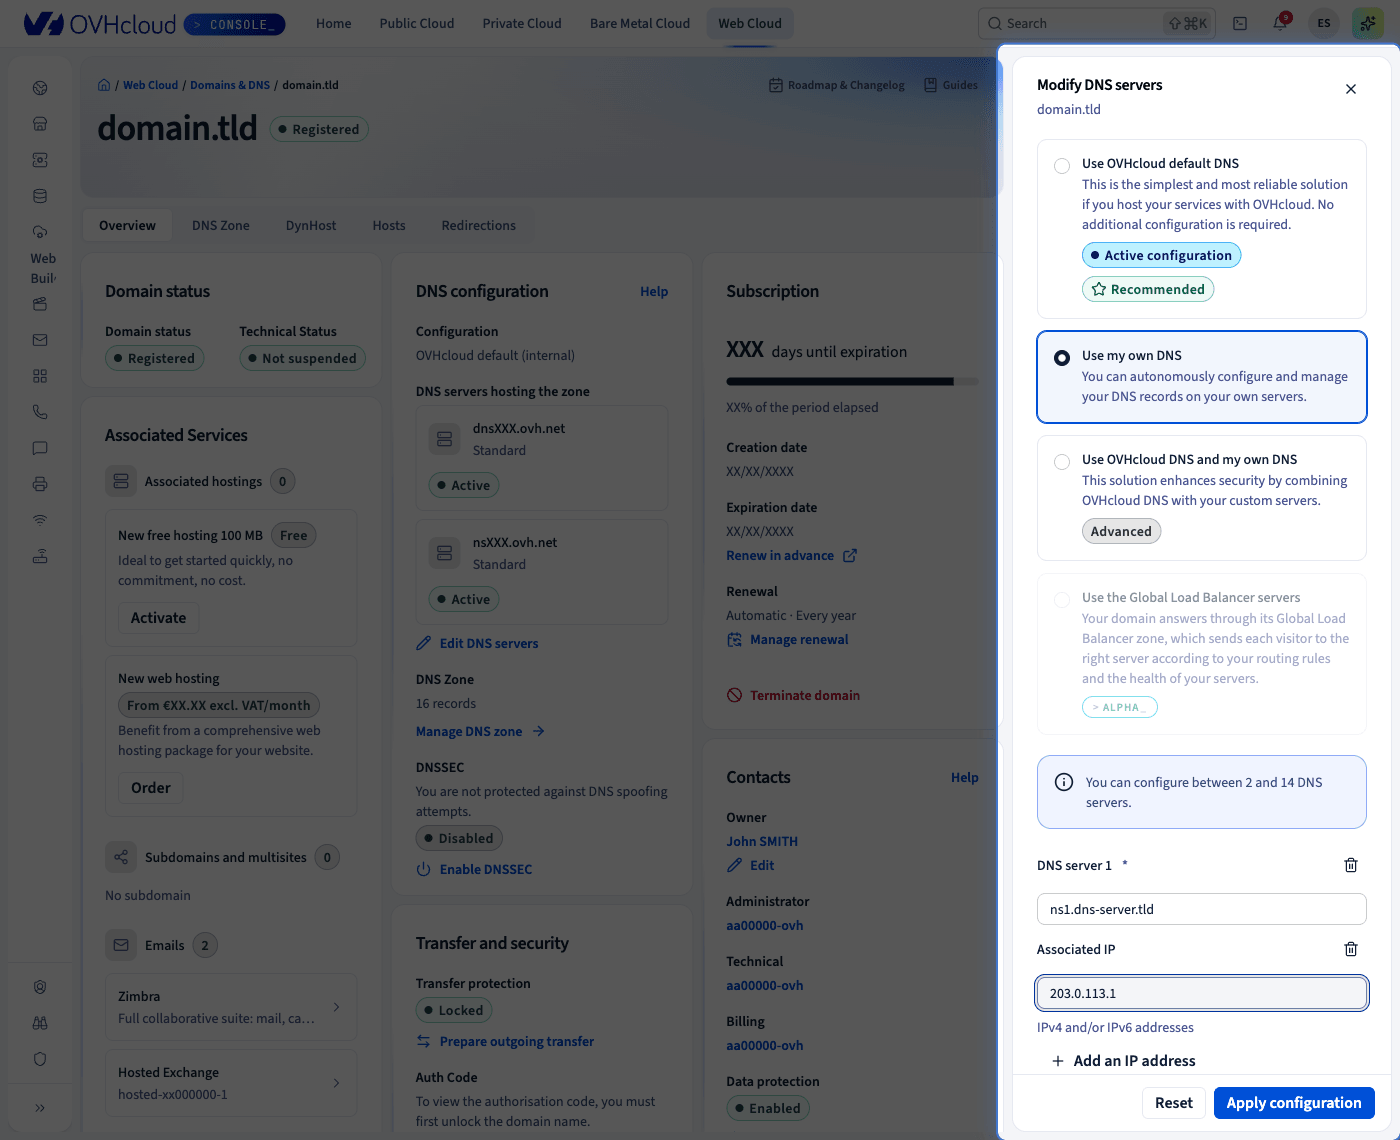 OVHcloud > CONSOLE_
Home
Public Cloud
Private Cloud
Bare Metal Cloud
Web Cloud
Search
⇧⌘K
9
ES
/ Web Cloud / Domains & DNS / domain.tld
Roadmap & Changelog
Guides
domain.tld
Registered
Overview
DNS Zone
DynHost
Hosts
Redirections
Web
Buil
Domain status
Domain status
Technical Status
Registered
Not suspended
Associated Services
Associated hostings 0
New free hosting 100 MB Free
Ideal to get started quickly, no
commitment, no cost.
Activate
New web hosting
From €XX.XX excl. VAT/month
Benefit from a comprehensive web
hosting package for your website.
Order
Subdomains and multisites 0
No subdomain
Emails 2
Zimbra
Full collaborative suite: mail, ca…
Hosted Exchange
hosted-xx000000-1
DNS configuration
Help
Configuration
OVHcloud default (internal)
DNS servers hosting the zone
dnsXXX.ovh.net
Standard
Active
nsXXX.ovh.net
Standard
Active
Edit DNS servers
DNS Zone
16 records
Manage DNS zone
DNSSEC
You are not protected against DNS spoofing
attempts.
Disabled
Enable DNSSEC
Transfer and security
Transfer protection
Locked
Prepare outgoing transfer
Auth Code
To view the authorisation code, you must
first unlock the domain name.
Subscription
XXX days until expiration
XX% of the period elapsed
Creation date
XX/XX/XXXX
Expiration date
XX/XX/XXXX
Renew in advance
Renewal
Automatic · Every year
Manage renewal
Terminate domain
Contacts
Help
Owner
John SMITH
Edit
Administrator
aa00000-ovh
Technical
aa00000-ovh
Billing
aa00000-ovh
Data protection
Enabled
Modify DNS servers
domain.tld
Use OVHcloud default DNS
This is the simplest and most reliable solution
if you host your services with OVHcloud. No
additional configuration is required.
Active configuration
Recommended
Use my own DNS
You can autonomously configure and manage
your DNS records on your own servers.
Use OVHcloud DNS and my own DNS
This solution enhances security by combining
OVHcloud DNS with your custom servers.
Advanced
Use the Global Load Balancer servers
Your domain answers through its Global Load
Balancer zone, which sends each visitor to the
right server according to your routing rules
and the health of your servers.
> ALPHA_
You can configure between 2 and 14 DNS
servers.
DNS server 1 *
ns1.dns-server.tld
Associated IP
203.0.113.1
IPv4 and/or IPv6 addresses
+ Add an IP address
Reset
Apply configuration